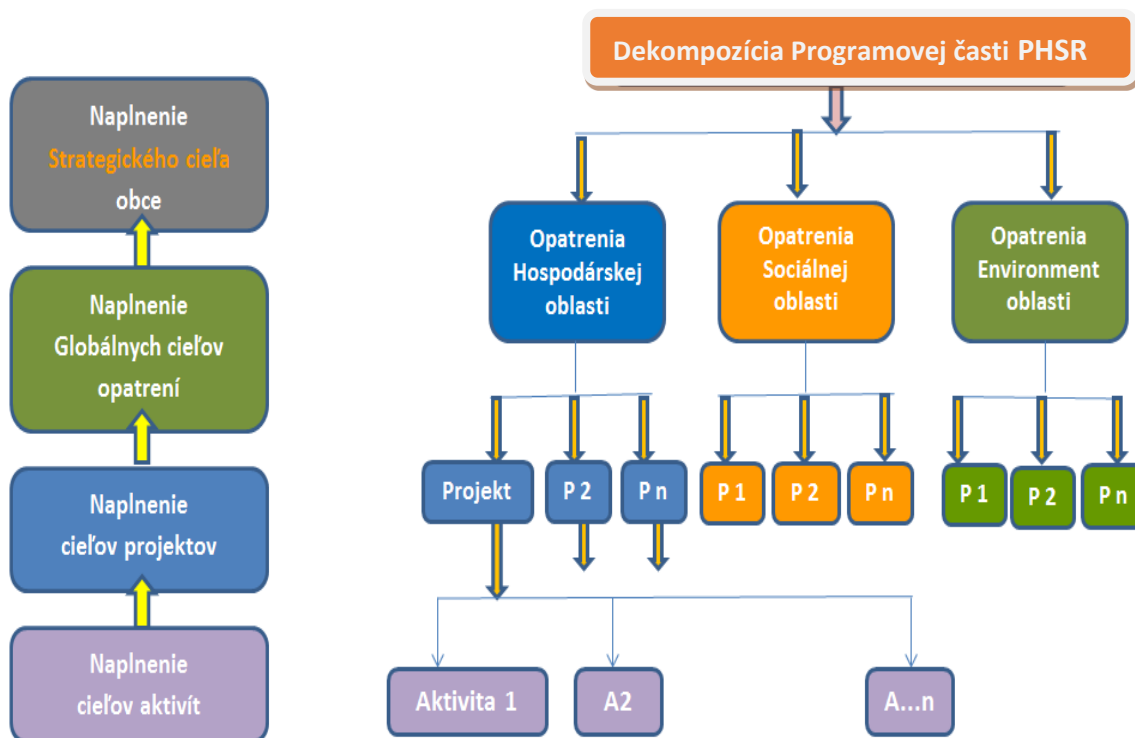 Dekompozícia Programovej časti PHSR
Naplnenie
Strategického cieľa
obce
Naplnenie
Globálnych cieľov
opatrení
Naplnenie
cieľov projektov
Naplnenie
cieľov aktivít
Opatrenia
Hospodárskej
oblasti
Opatrenia
Sociálnej
oblasti
Opatrenia
Environment
oblasti
Projekt
P 2
P n
P 1
P 2
P n
P 1
P 2
P n
Aktivita 1
A2
A...n